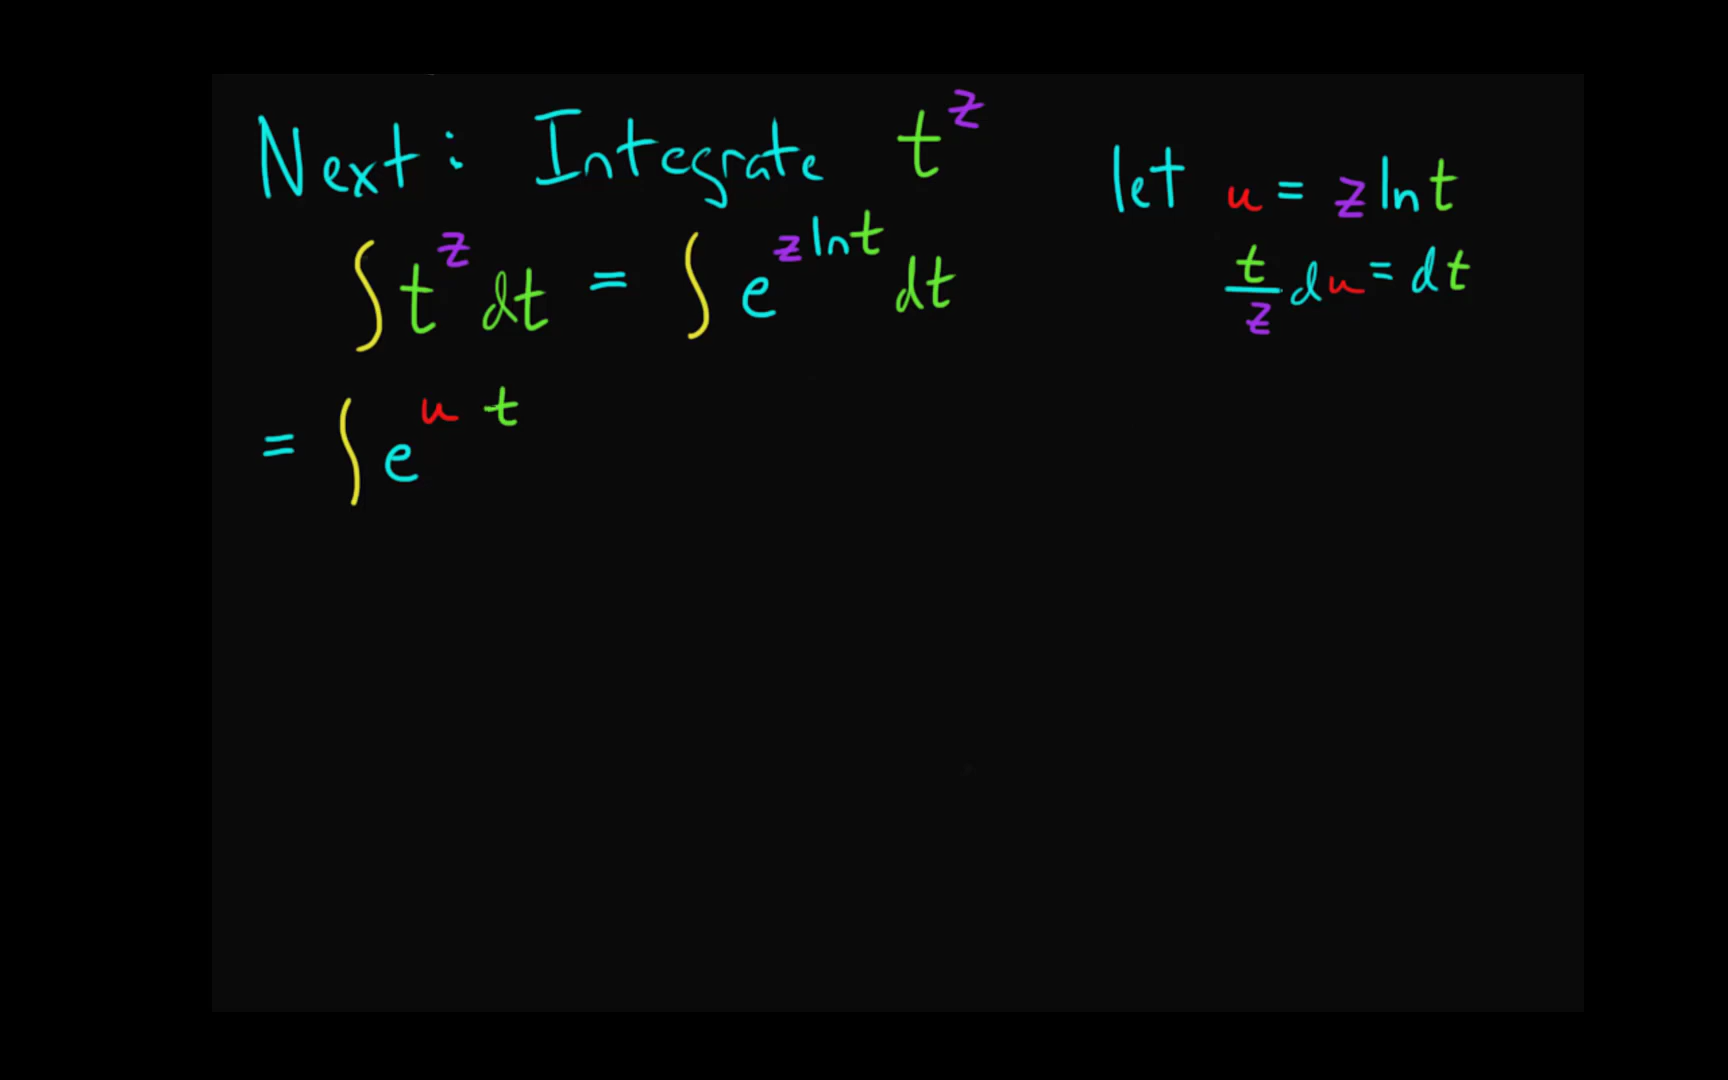 Next: Integrate t^z
let u = z ln t
∫ t^z dt = ∫ e^{z ln t} dt
t/z du = dt
= ∫ e^u t